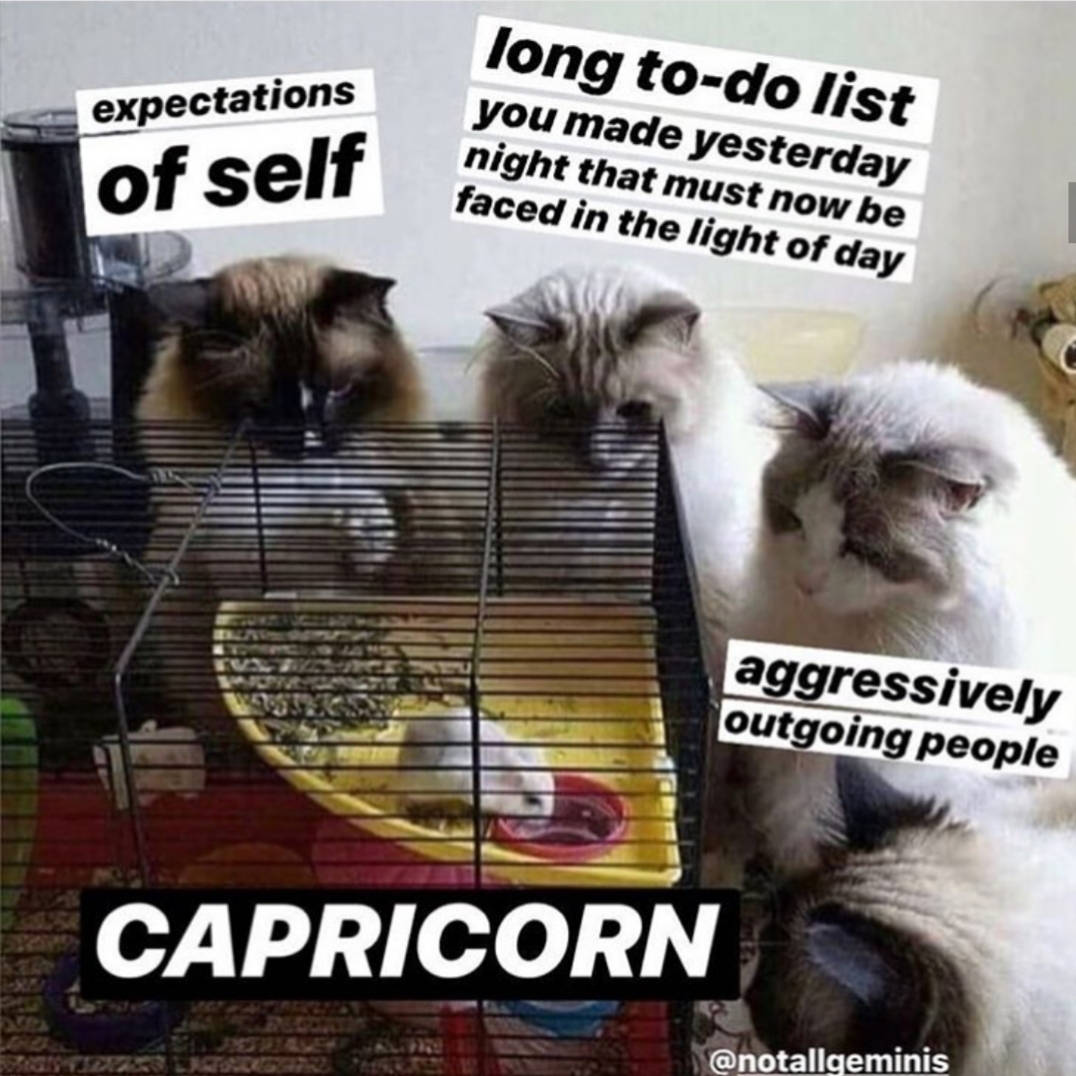 expectations
of self
long to-do list
you made yesterday
night that must now be
faced in the light of day
aggressively
outgoing people
CAPRICORN
@notallgeminis